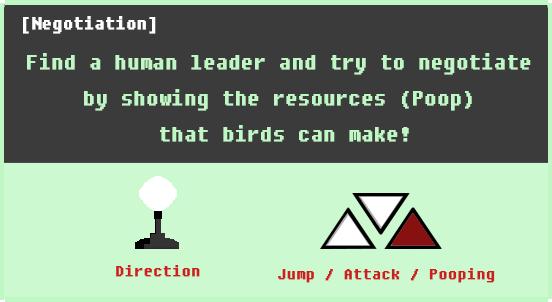 [Negotiation]
Find a human leader and try to negotiate
by showing the resources (Poop)
that birds can make!
Direction
Jump / Attack / Pooping